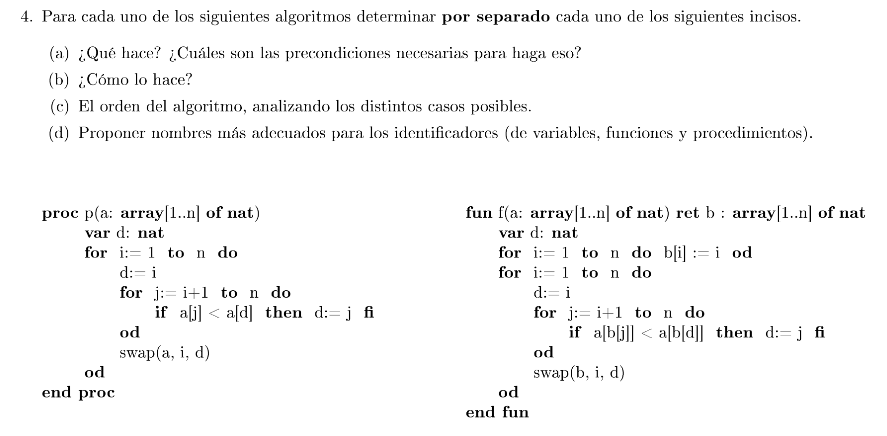 4. Para cada uno de los siguientes algoritmos determinar por separado cada uno de los siguientes incisos.
(a) ¿Qué hace? ¿Cuáles son las precondiciones necesarias para haga eso?
(b) ¿Cómo lo hace?
(c) El orden del algoritmo, analizando los distintos casos posibles.
(d) Proponer nombres más adecuados para los identificadores (de variables, funciones y procedimientos).
proc p(a: array[1..n] of nat)
var d: nat
for i:= 1 to n do
d:= i
for j:= i+1 to n do
if a[j] < a[d] then d:= j fi
od
swap(a, i, d)
od
end proc
fun f(a: array[1..n] of nat) ret b : array[1..n] of nat
var d: nat
for i:= 1 to n do b[i] := i od
for i:= 1 to n do
d:= i
for j:= i+1 to n do
if a[b[j]] < a[b[d]] then d:= j fi
od
swap(b, i, d)
od
end fun